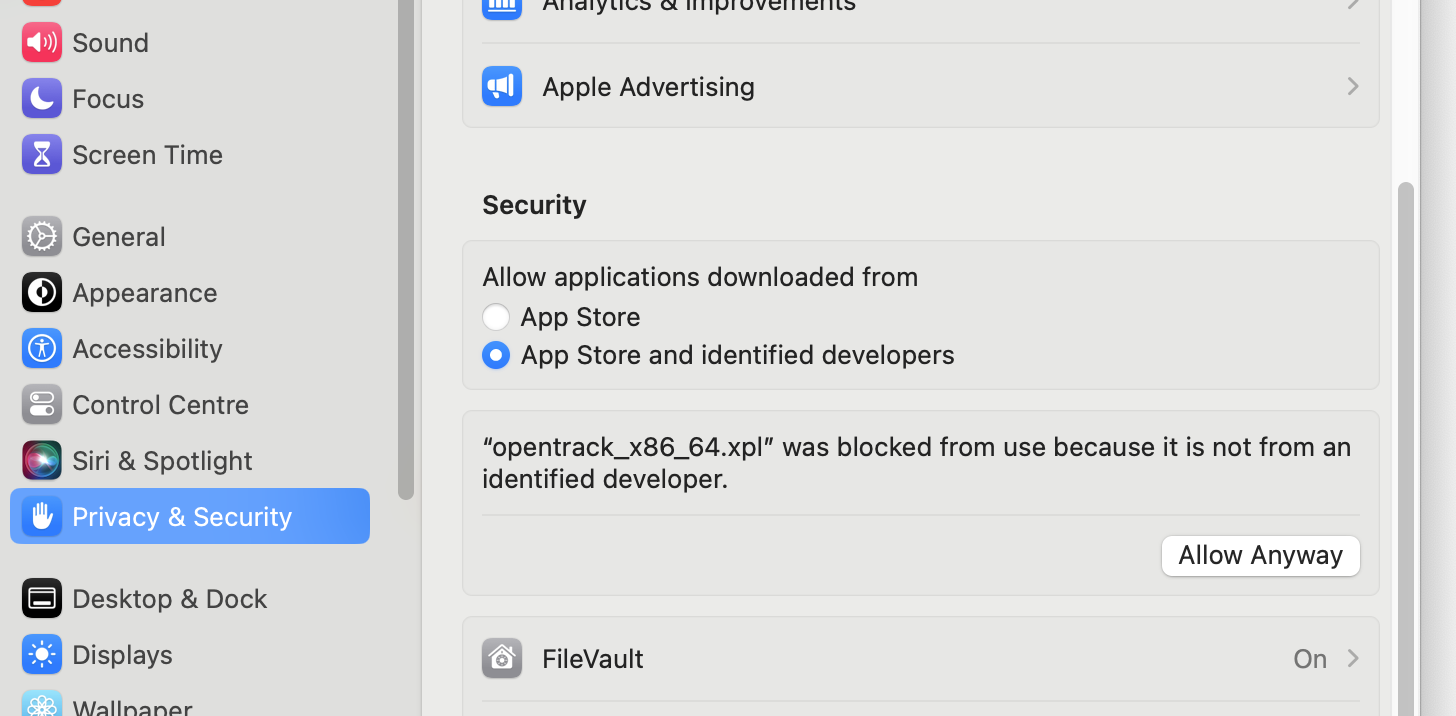 Sound
Focus
Screen Time
General
Appearance
Accessibility
Control Centre
Siri & Spotlight
Privacy & Security
Desktop & Dock
Displays
Wallpaper
Analytics & Improvements
Apple Advertising
Security
Allow applications downloaded from
App Store
App Store and identified developers
“opentrack_x86_64.xpl” was blocked from use because it is not from an
identified developer.
Allow Anyway
FileVault On